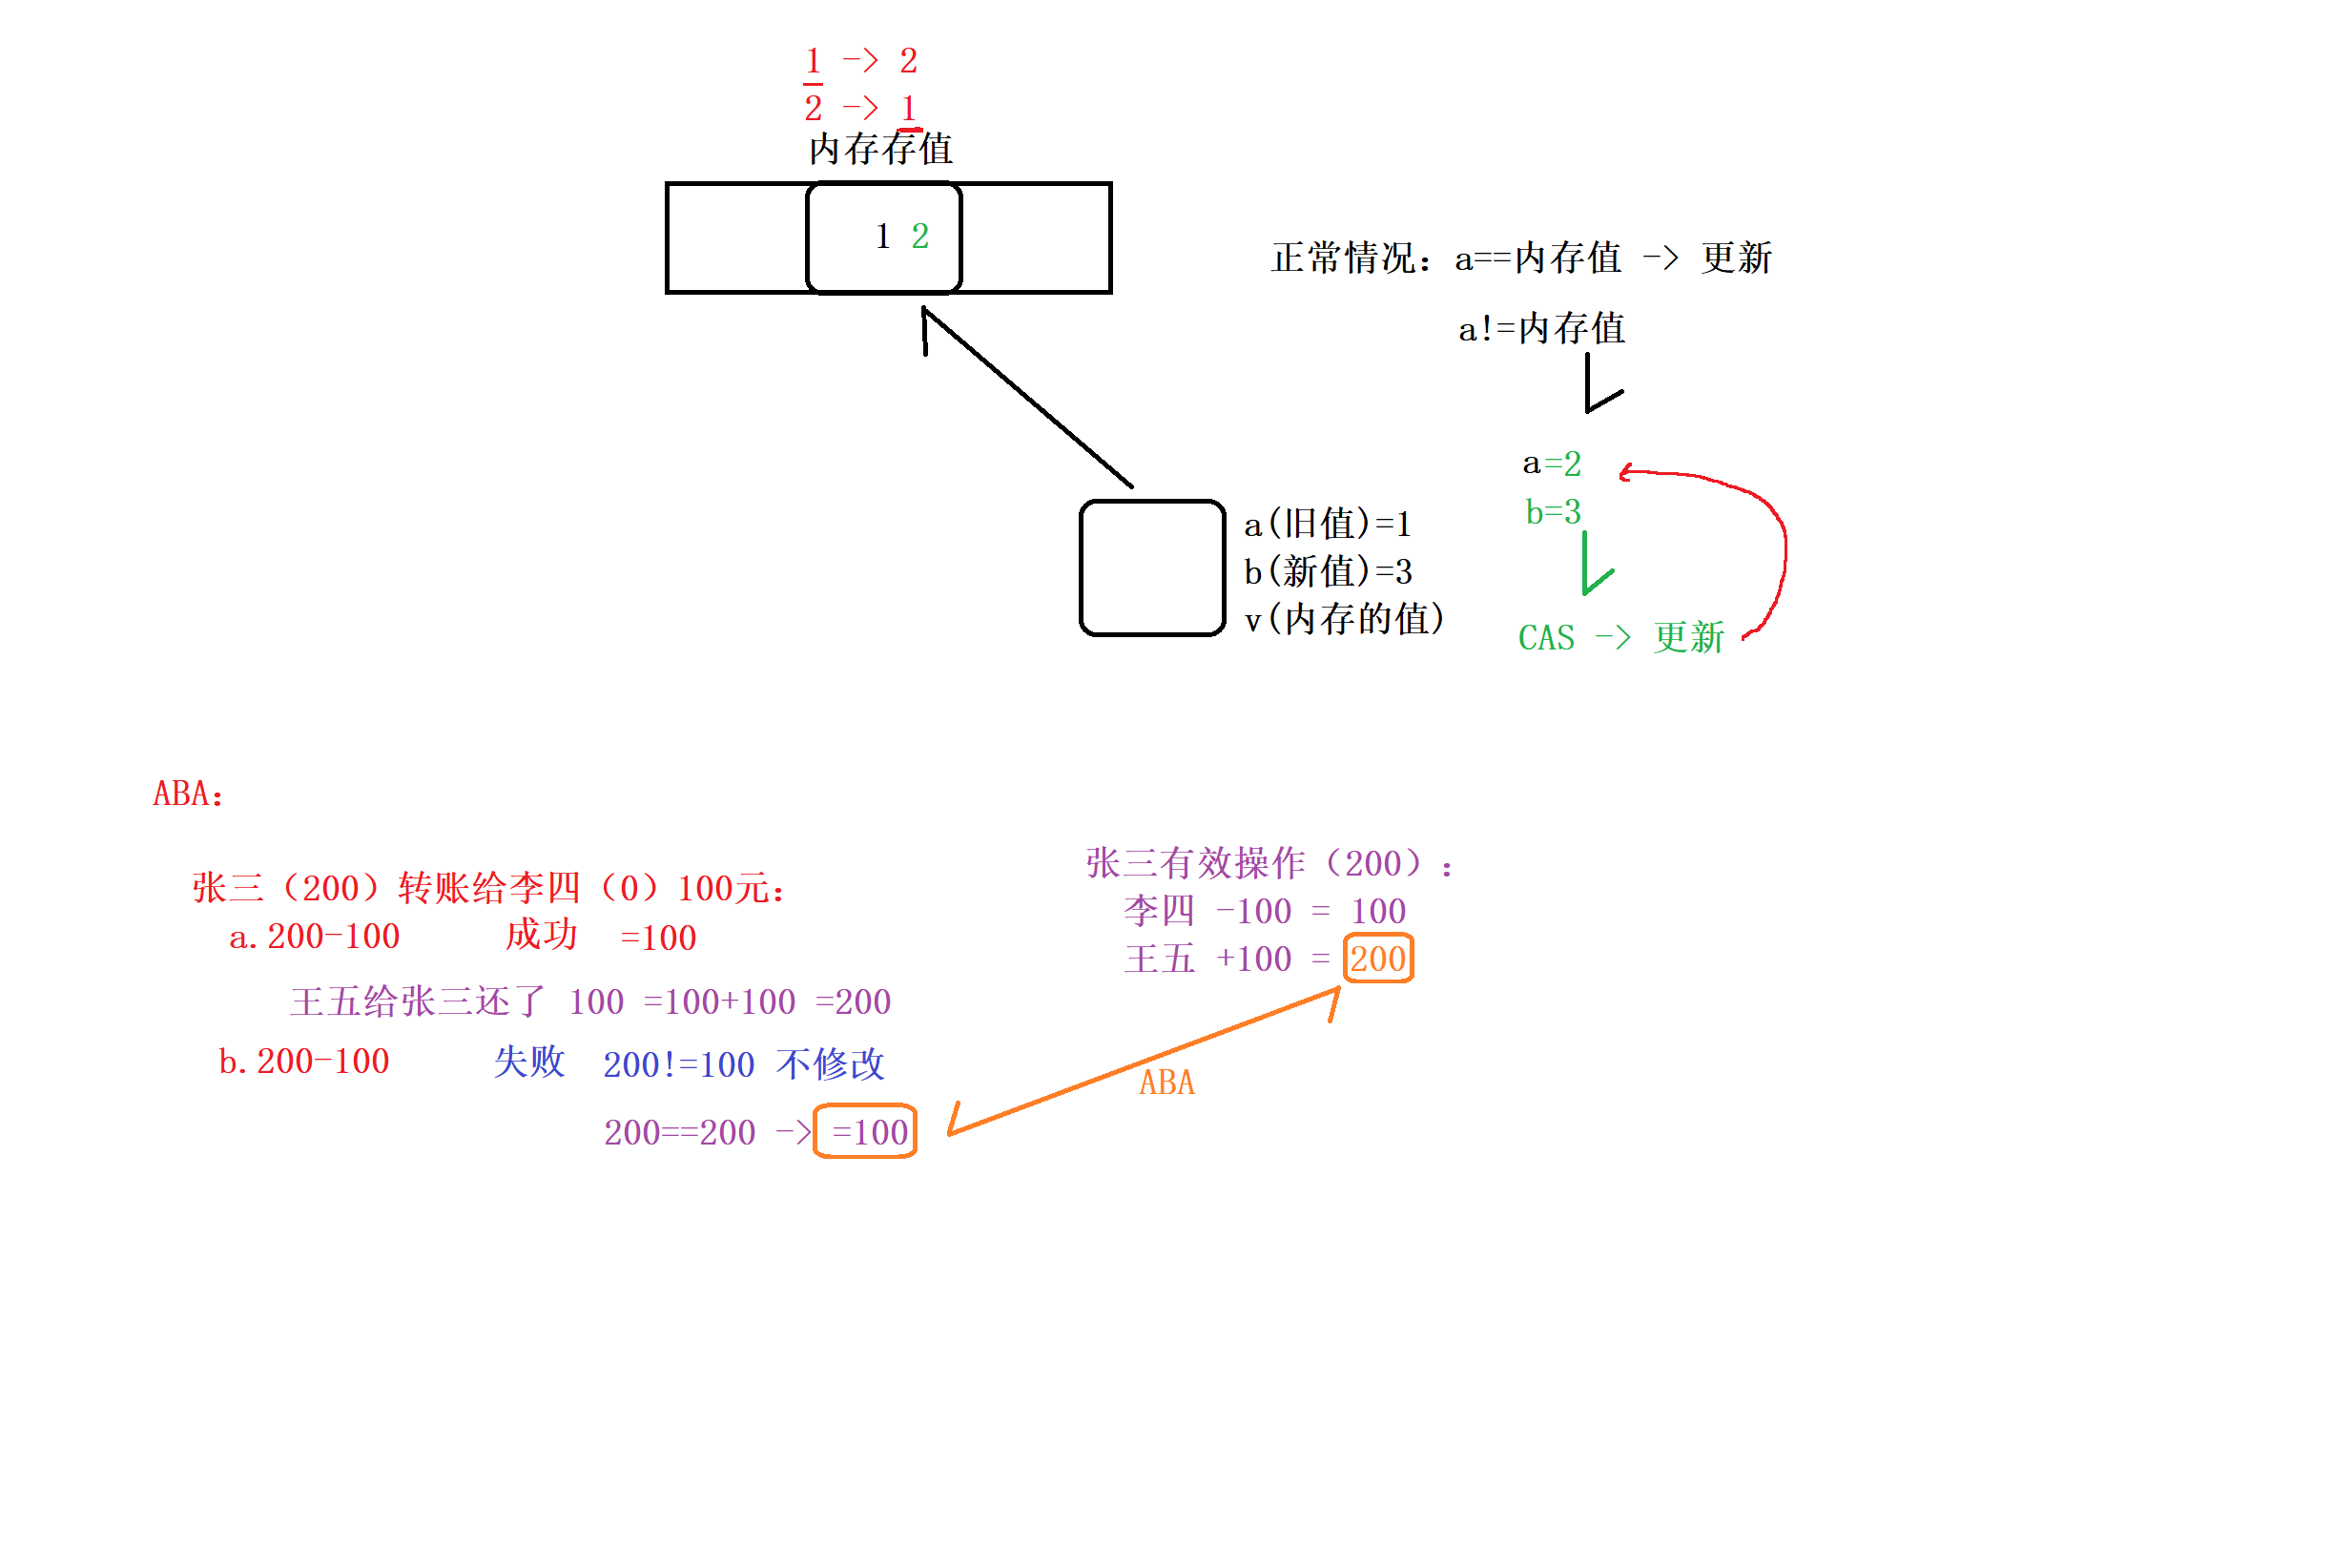 1 -> 2
2 -> 1
内存存值
1 2
正常情况：a==内存值 -> 更新
a!=内存值
a=2
b=3
CAS -> 更新
a(旧值)=1
b(新值)=3
v(内存的值)
ABA：
张三（200）转账给李四（0）100元：
a.200-100 成功 =100
王五给张三还了 100 =100+100 =200
b.200-100 失败 200!=100 不修改
200==200 -> =100
张三有效操作（200）：
李四 -100 = 100
王五 +100 = 200
ABA